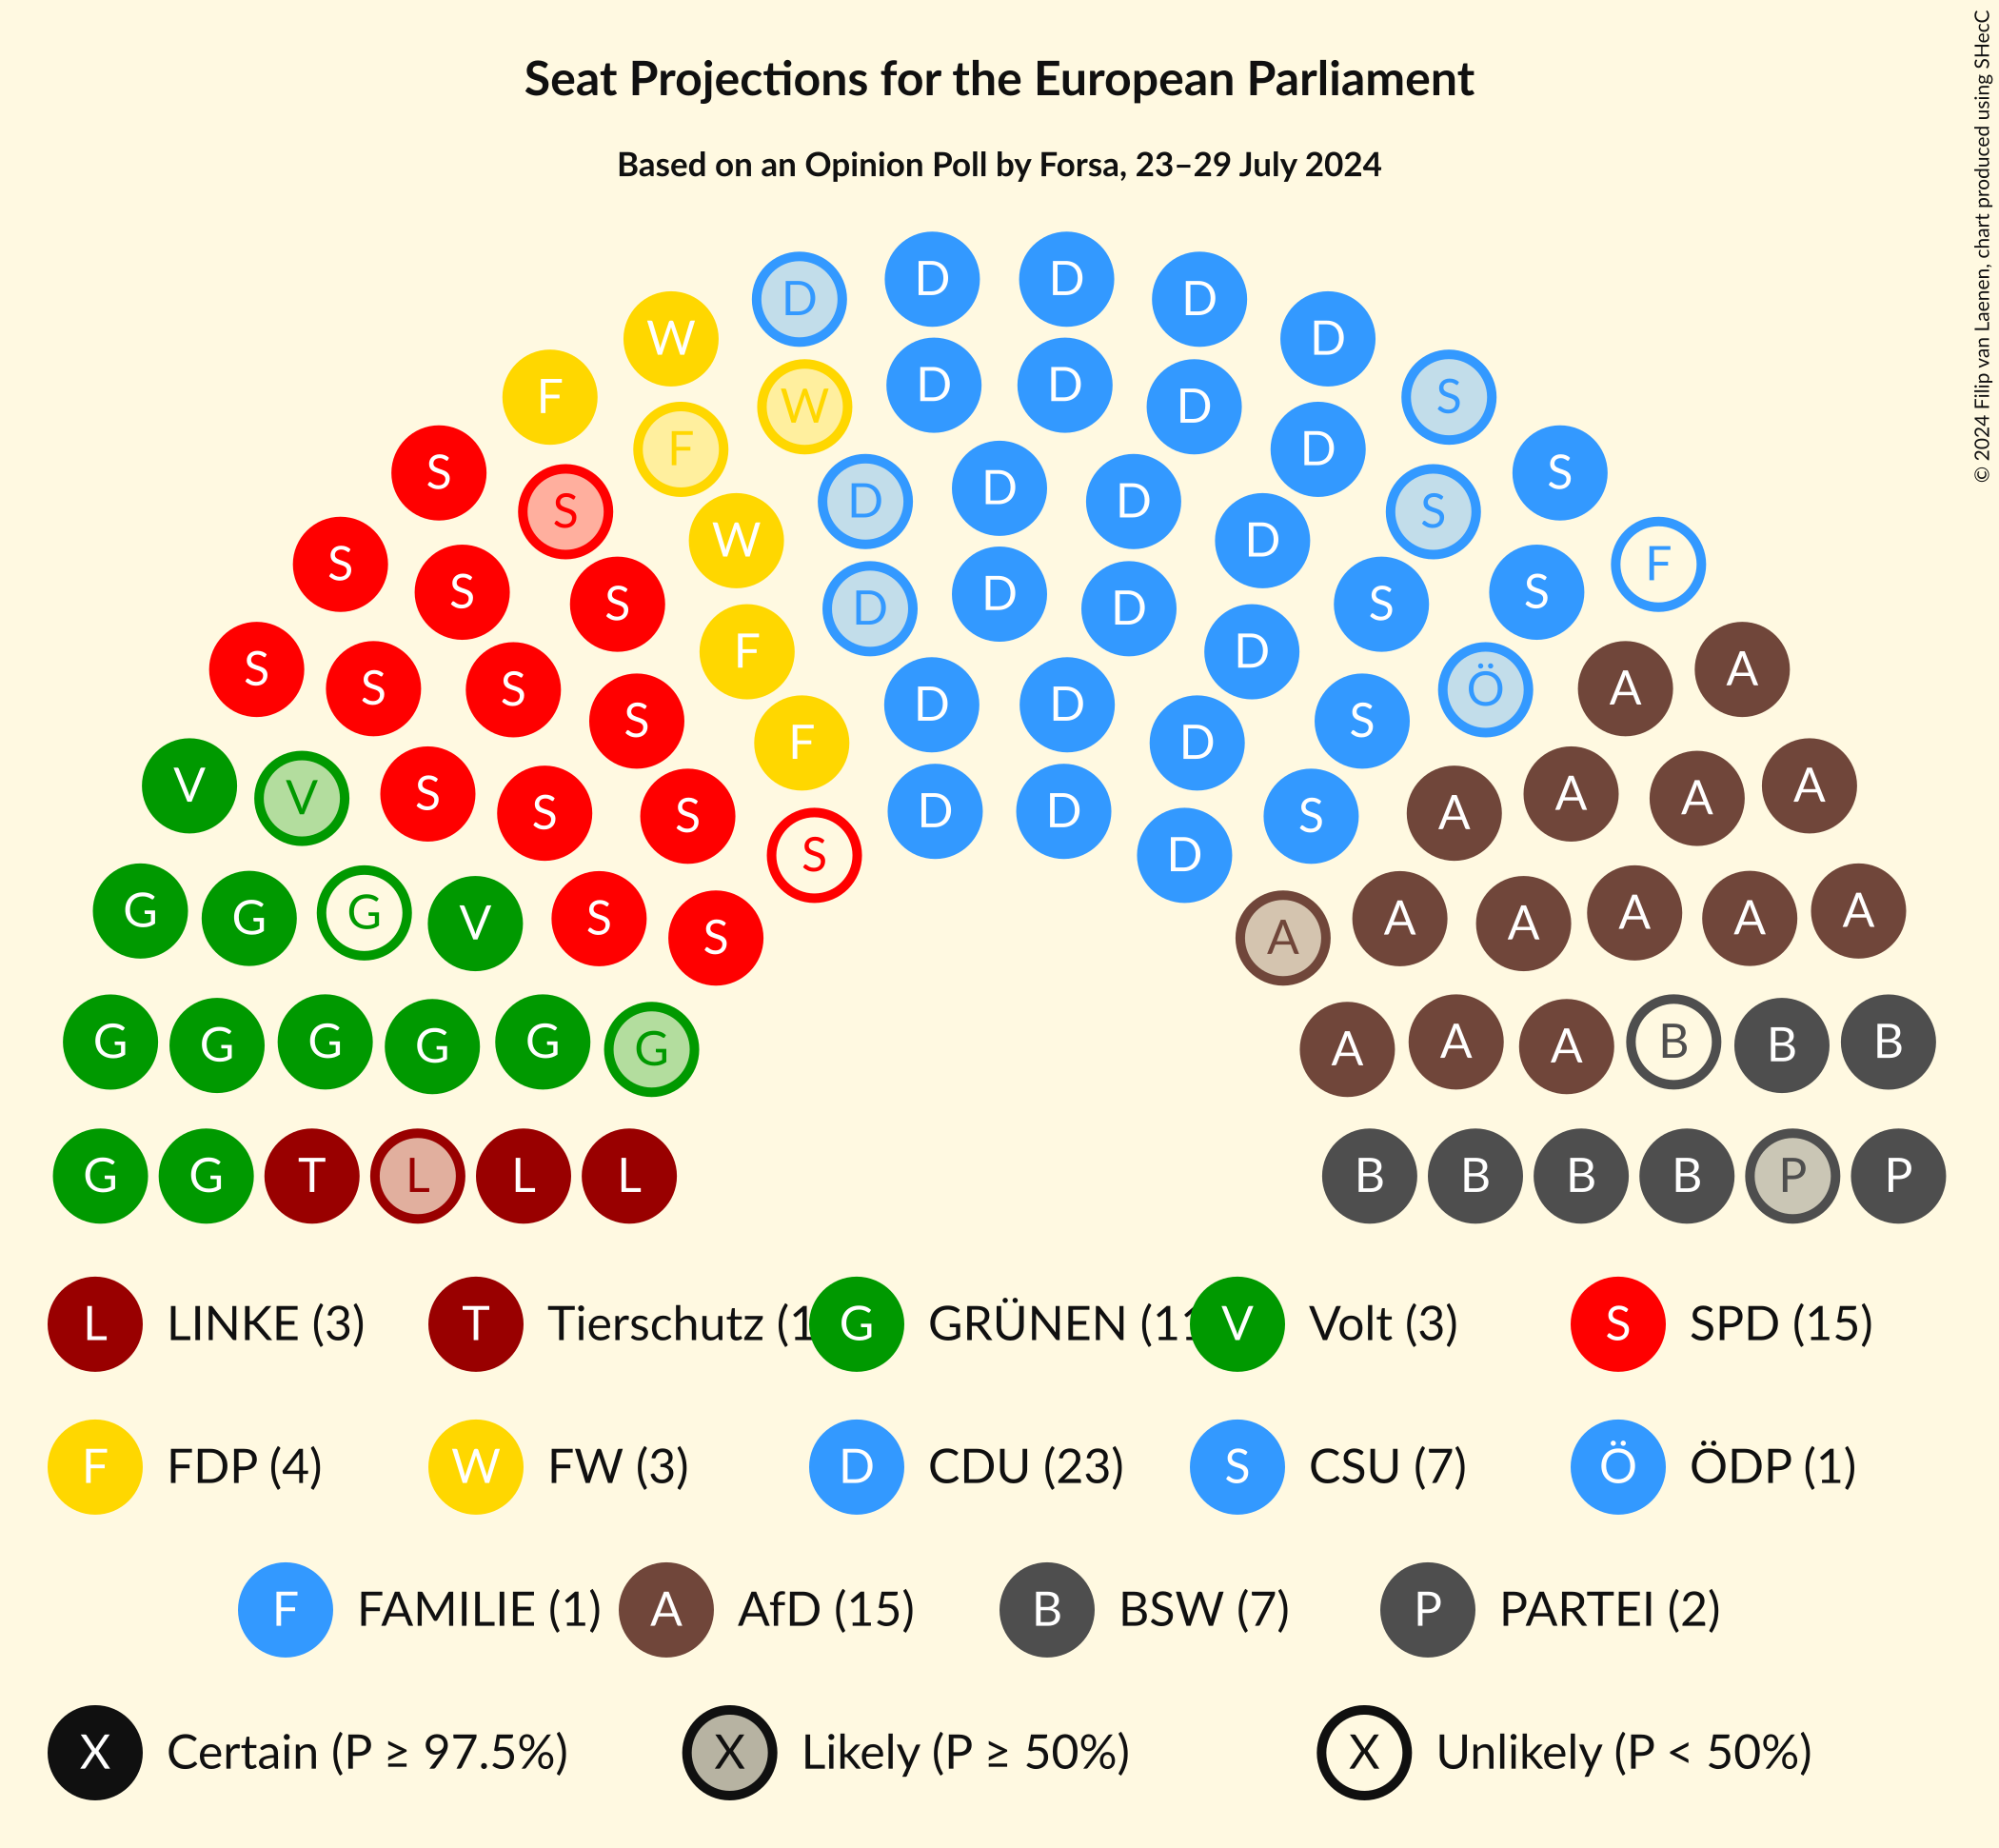 Seat Projections for the European Parliament
Based on an Opinion Poll by Forsa, 23–29 July 2024
© 2024 Filip van Laenen, chart produced using SHecC
D D D D
W D
F W D D D S
S F D S
S D D D S
S W D F
S S D D D S S
S F D A
S S S D D S Ö A
F D
V V S S S D D S A A A A
S D
G G G V S S A A A A A A
G G G G G G A A A B B B
G G T L L L B B B B P P
L LINKE (3) T Tierschutz (1 G GRÜNEN (11 V Volt (3) S SPD (15)
F FDP (4) W FW (3) D CDU (23) S CSU (7) Ö ÖDP (1)
F FAMILIE (1) A AfD (15) B BSW (7) P PARTEI (2)
X Certain (P ≥ 97.5%) X Likely (P ≥ 50%) X Unlikely (P < 50%)